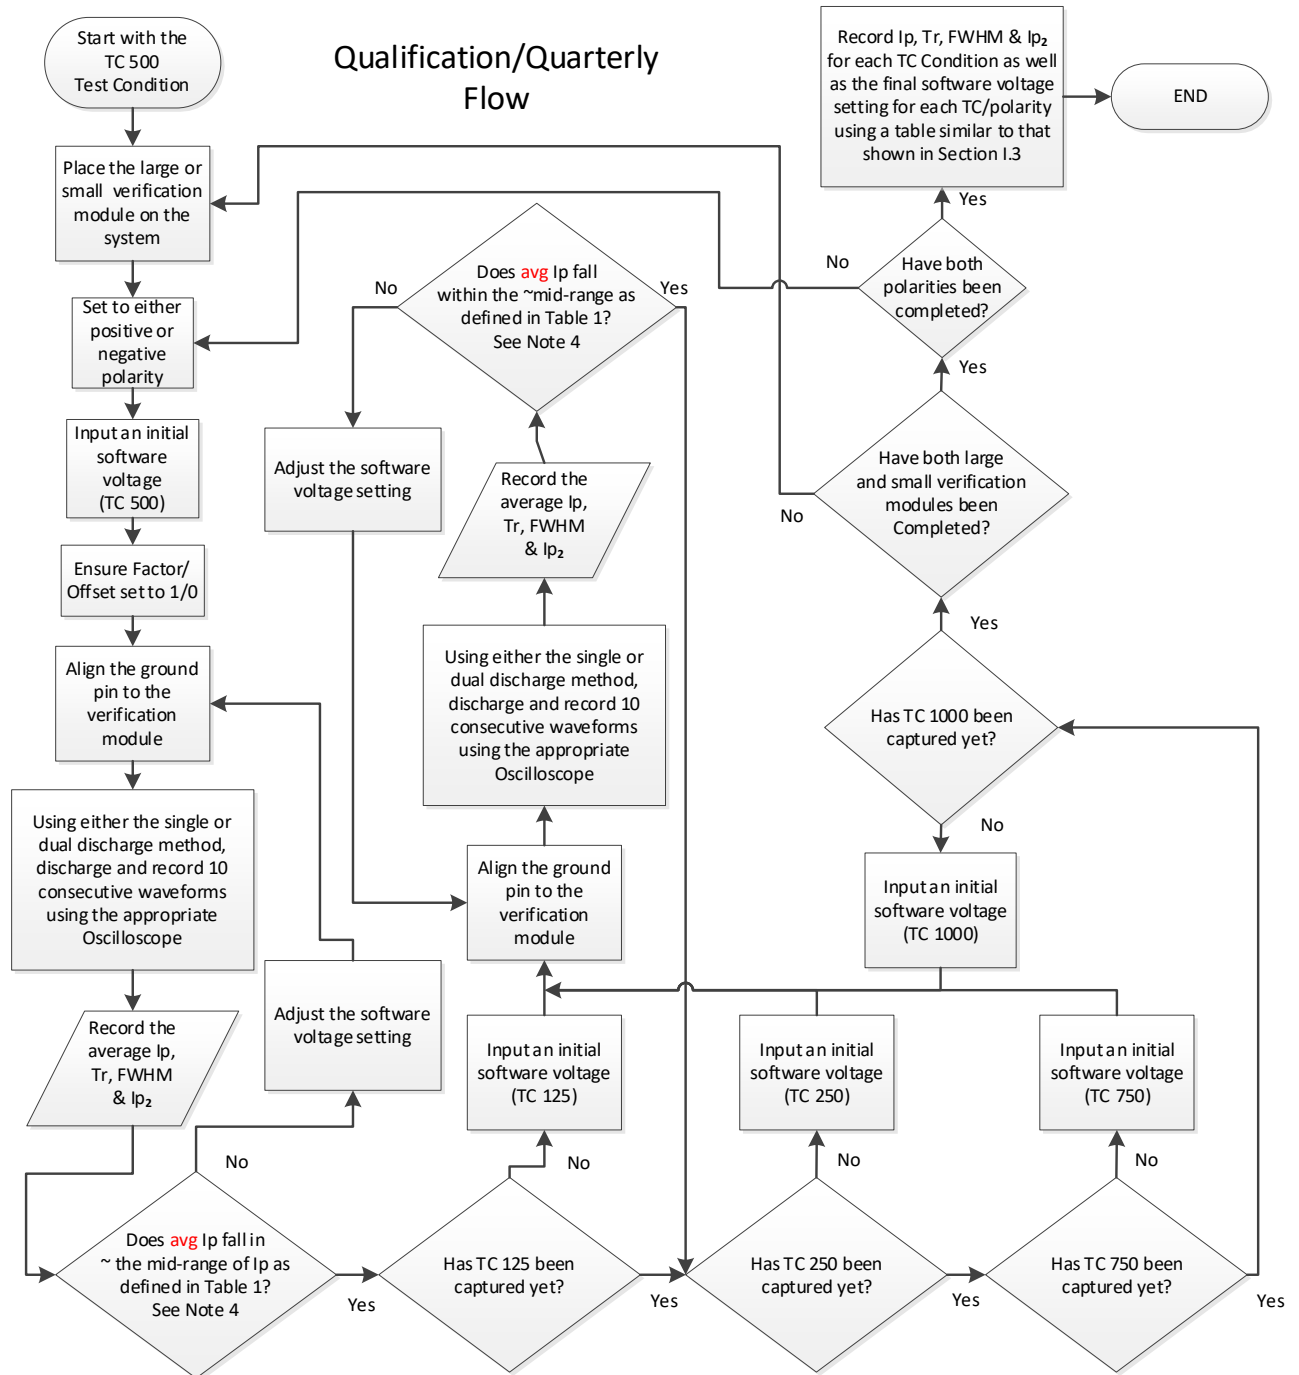 Qualification/Quarterly
Flow
Start with the
TC 500
Test Condition
Place the large or
small verification
module on the
system
Set to either
positive or
negative
polarity
Input an initial
software
voltage
(TC 500)
Ensure Factor/
Offset set to 1/0
Align the ground
pin to the
verification
module
Using either the single or
dual discharge method,
discharge and record 10
consecutive waveforms
using the appropriate
Oscilloscope
Record the
average Ip,
Tr, FWHM
& Ip₂
Does avg Ip fall in
~ the mid-range of Ip as
defined in Table 1?
See Note 4
No
Yes
Adjust the software
voltage setting
Has TC 125 been
captured yet?
No
Yes
Input an initial
software voltage
(TC 125)
Align the ground
pin to the
verification
module
Using either the single or
dual discharge method,
discharge and record 10
consecutive waveforms
using the appropriate
Oscilloscope
Record the
average Ip,
Tr, FWHM
& Ip₂
Does avg Ip fall
within the ~mid-range as
defined in Table 1?
See Note 4
No
Yes
Adjust the software
voltage setting
Has TC 250 been
captured yet?
No
Yes
Input an initial
software voltage
(TC 250)
Has TC 750 been
captured yet?
No
Yes
Input an initial
software voltage
(TC 750)
Has TC 1000 been
captured yet?
No
Yes
Input an initial
software voltage
(TC 1000)
Have both large
and small verification
modules been
Completed?
No
Yes
Have both
polarities been
completed?
No
Yes
Record Ip, Tr, FWHM & Ip₂
for each TC Condition as well
as the final software voltage
setting for each TC/polarity
using a table similar to that
shown in Section I.3
END